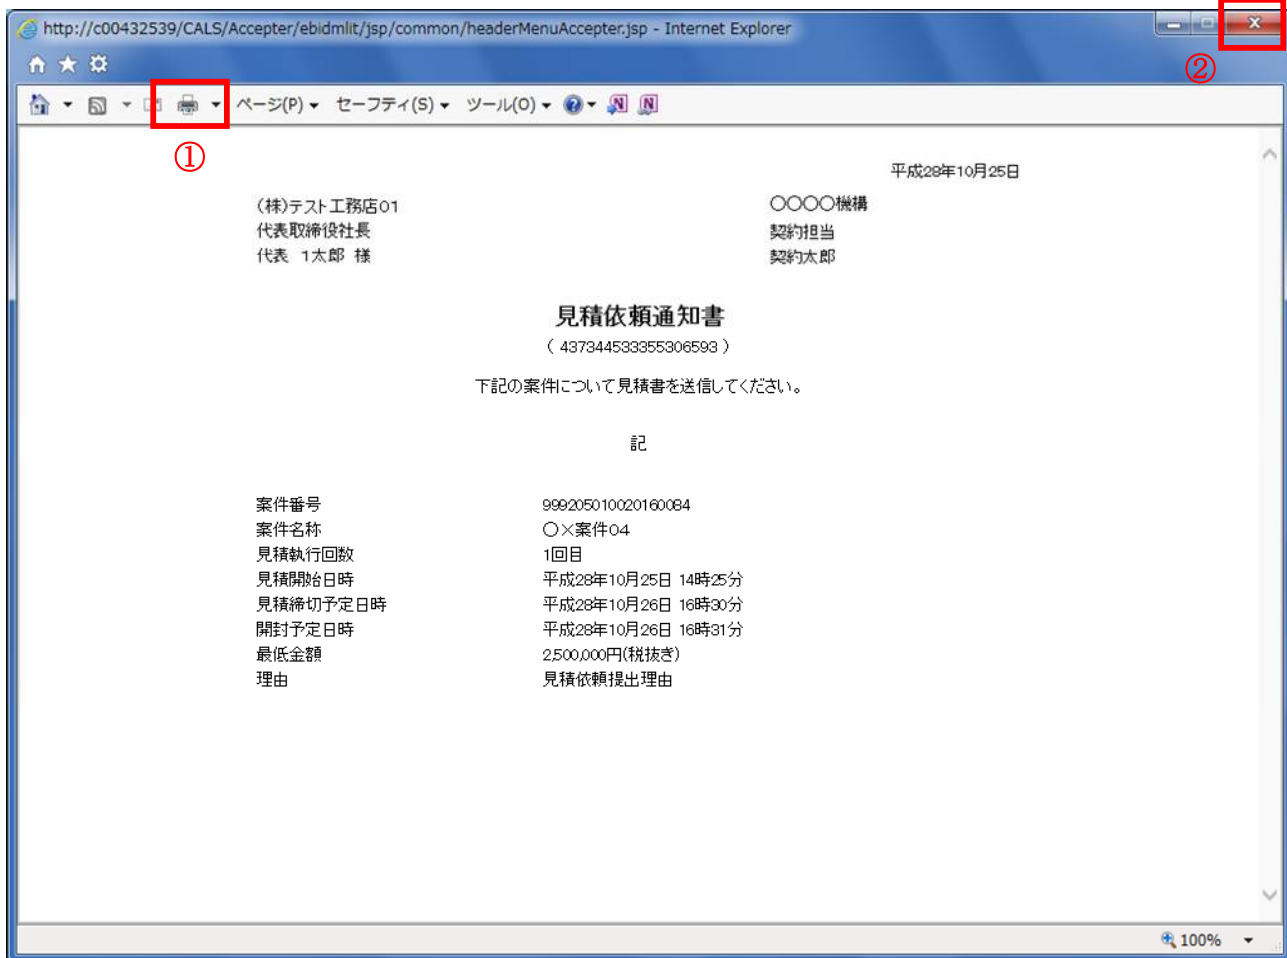 http://c00432539/CALS/Accepter/ebidmlit/jsp/common/headerMenuAccepter.jsp - Internet Explorer
②
ページ(P) セーフティ(S) ツール(O)
①
平成28年10月25日
(株)テスト工務店01
代表取締役社長
代表 1太郎 様
〇〇〇〇機構
契約担当
契約太郎
見積依頼通知書
( 437344533355306593 )
下記の案件について見積書を送信してください。
記
案件番号 999205010020160084
案件名称 〇×案件04
見積執行回数 1回目
見積開始日時 平成28年10月25日 14時25分
見積締切予定日時 平成28年10月26日 16時30分
開封予定日時 平成28年10月26日 16時31分
最低金額 2,500,000円(税抜き)
理由 見積依頼提出理由
100%